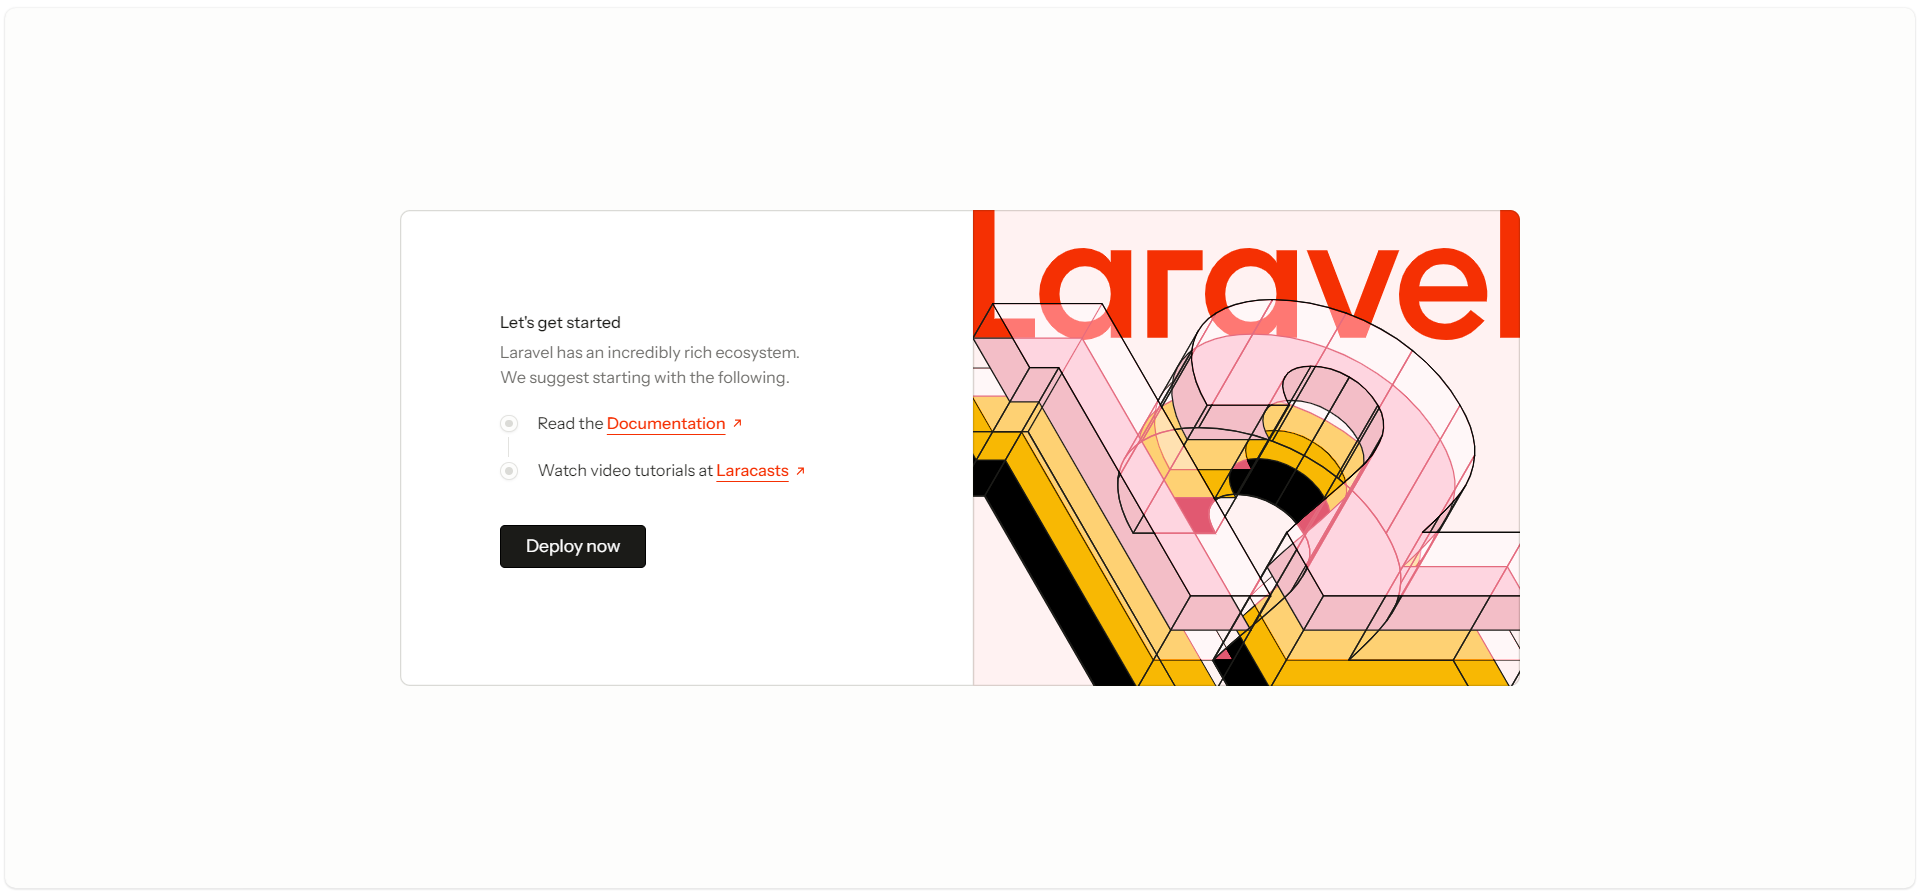 Laravel
Let's get started
Laravel has an incredibly rich ecosystem.
We suggest starting with the following.
Read the Documentation
Watch video tutorials at Laracasts
Deploy now